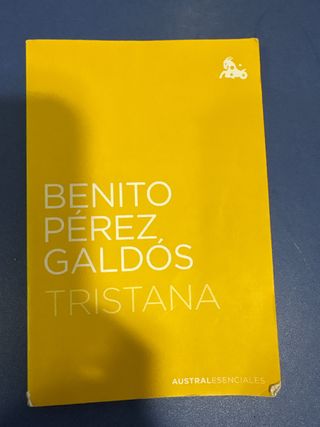 BENITO
PÉREZ
GALDÓS
TRISTANA
AUSTRALESENCIALES